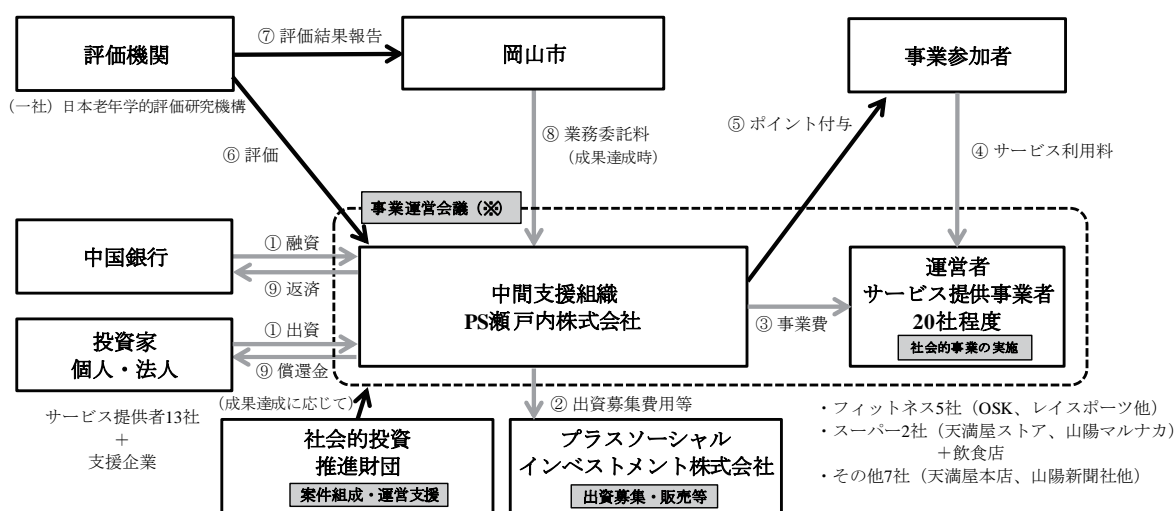 評価機関
⑦ 評価結果報告
岡山市
事業参加者
（一社）日本老年学的評価研究機構
⑥ 評価
⑧ 業務委託料
（成果達成時）
⑤ ポイント付与
④ サービス利用料
事業運営会議（※）
中国銀行
① 融資
⑨ 返済
中間支援組織
PS瀬戸内株式会社
③ 事業費
運営者
サービス提供事業者
20社程度
社会的事業の実施
投資家
個人・法人
① 出資
⑨ 償還金
（成果達成に応じて）
サービス提供者13社
＋
支援企業
② 出資募集費用等
社会的投資
推進財団
案件組成・運営支援
プラスソーシャル
インベストメント株式会社
出資募集・販売等
・フィットネス5社（OSK、レイスポーツ他）
・スーパー2社（天満屋ストア、山陽マルナカ）
＋飲食店
・その他7社（天満屋本店、山陽新聞社他）